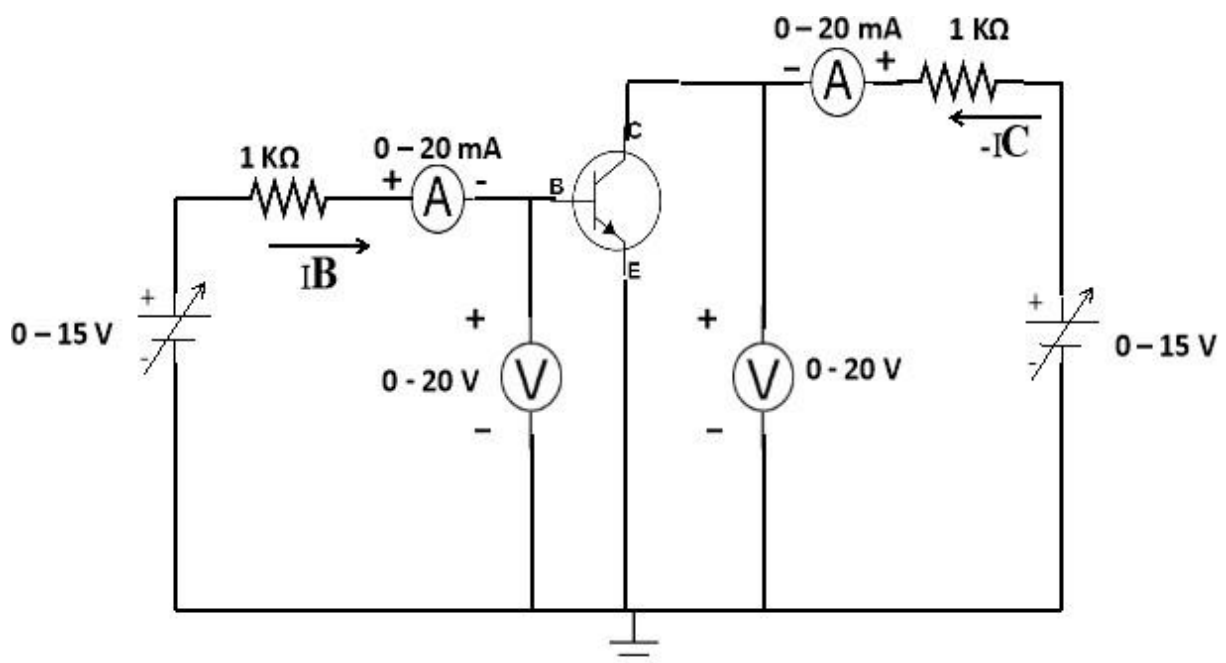 0 – 20 mA
1 KΩ
- A +
C
-IC
0 – 20 mA
1 KΩ
+ A -
B
IB
E
+
0 – 15 V
-
+
V
0 - 20 V
-
+
V
0 - 20 V
-
+
0 – 15 V
-